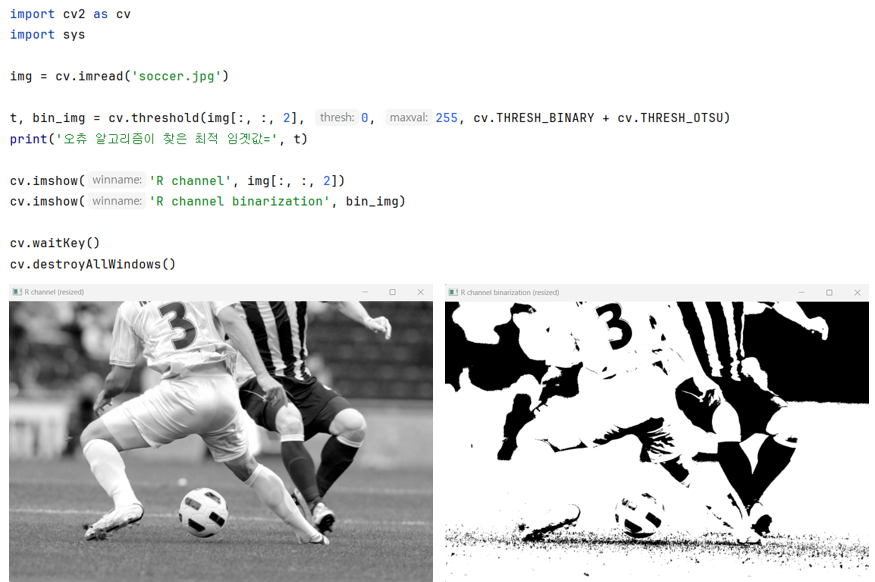 import cv2 as cv
import sys
img = cv.imread('soccer.jpg')
t, bin_img = cv.threshold(img[:, :, 2], thresh: 0, maxval: 255, cv.THRESH_BINARY + cv.THRESH_OTSU)
print('오츄 알고리즘이 찾은 최적 임곗값=', t)
cv.imshow( winname: 'R channel', img[:, :, 2])
cv.imshow( winname: 'R channel binarization', bin_img)
cv.waitKey()
cv.destroyAllWindows()
R channel (resized)
R channel binarization (resized)
3
3